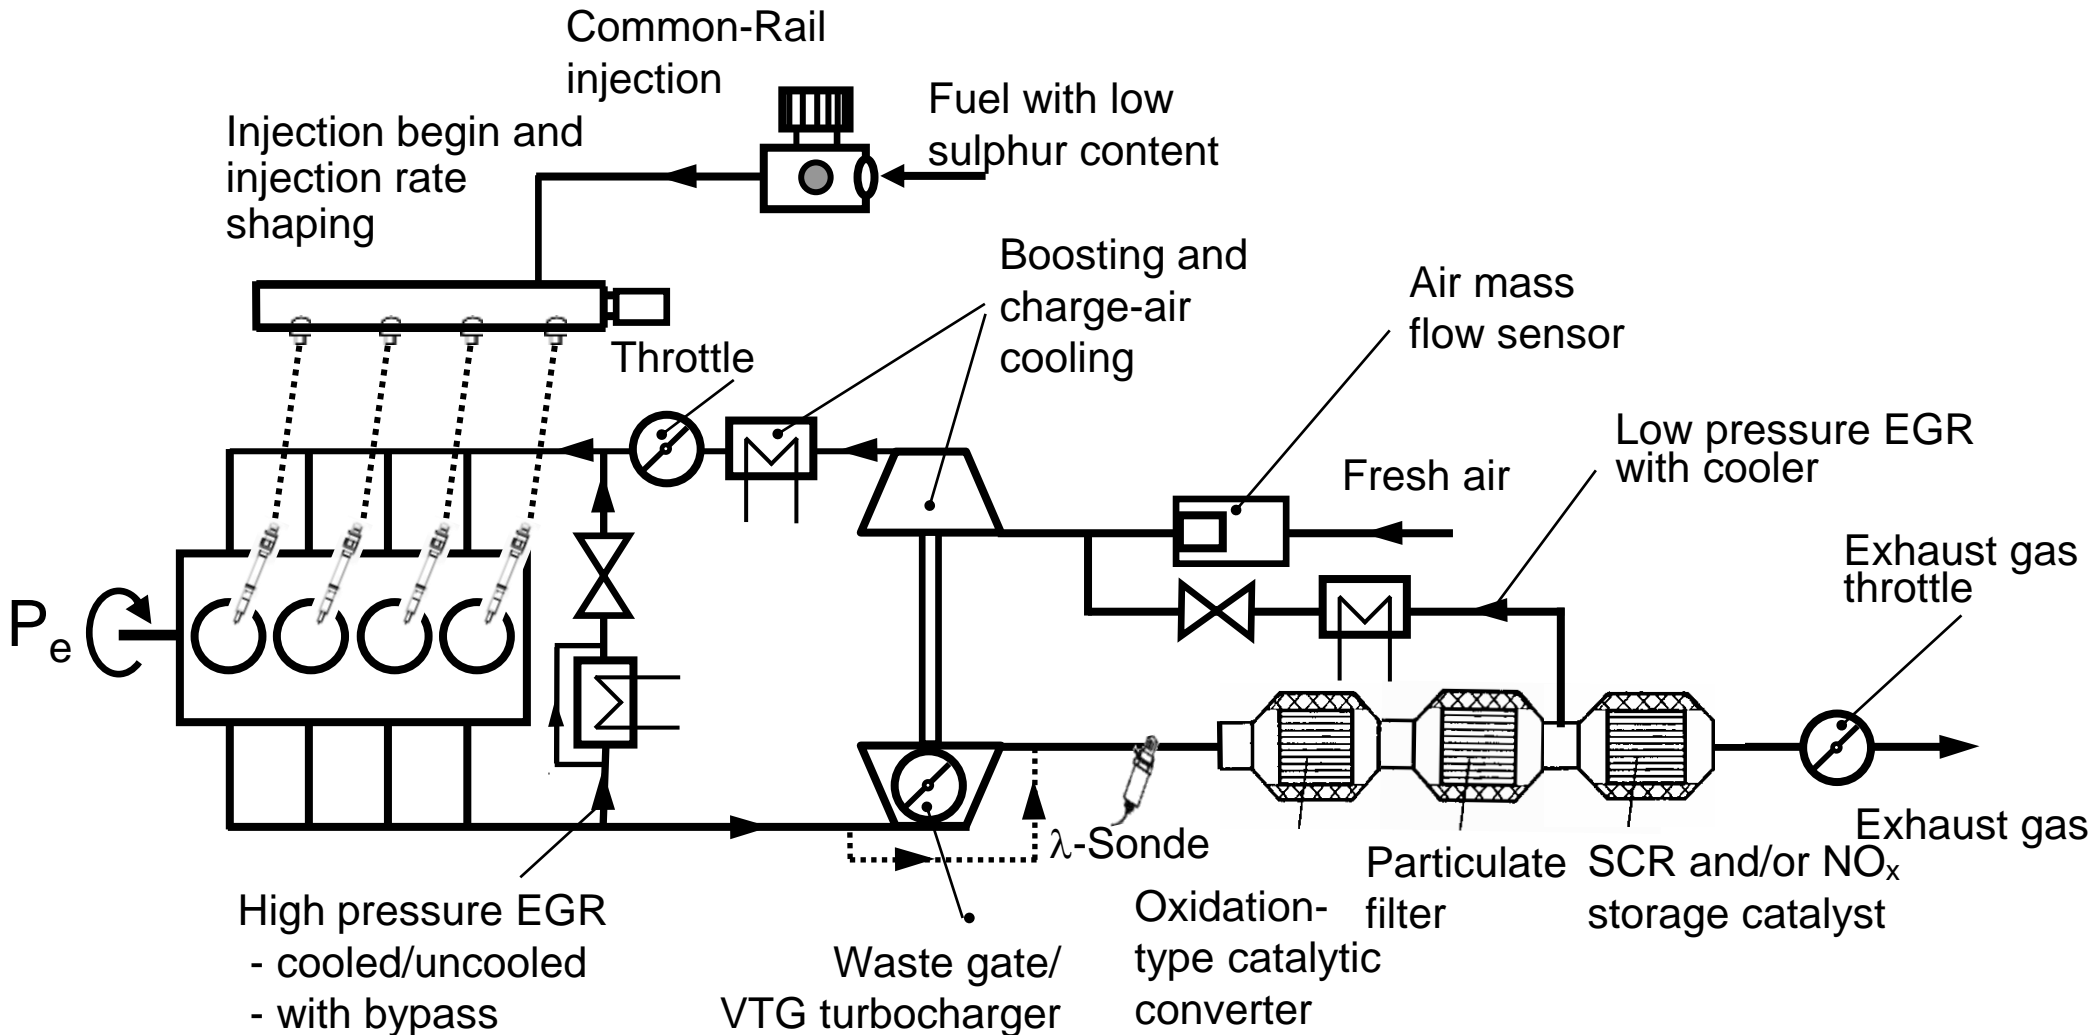 Common-Rail
injection
Fuel with low
sulphur content
Injection begin and
injection rate
shaping
Boosting and
charge-air
cooling
Air mass
flow sensor
Throttle
Low pressure EGR
with cooler
Fresh air
Exhaust gas
throttle
Pe
λ-Sonde
Exhaust gas
High pressure EGR
- cooled/uncooled
- with bypass
Waste gate/
VTG turbocharger
Oxidation-
type catalytic
converter
Particulate
filter
SCR and/or NOx
storage catalyst